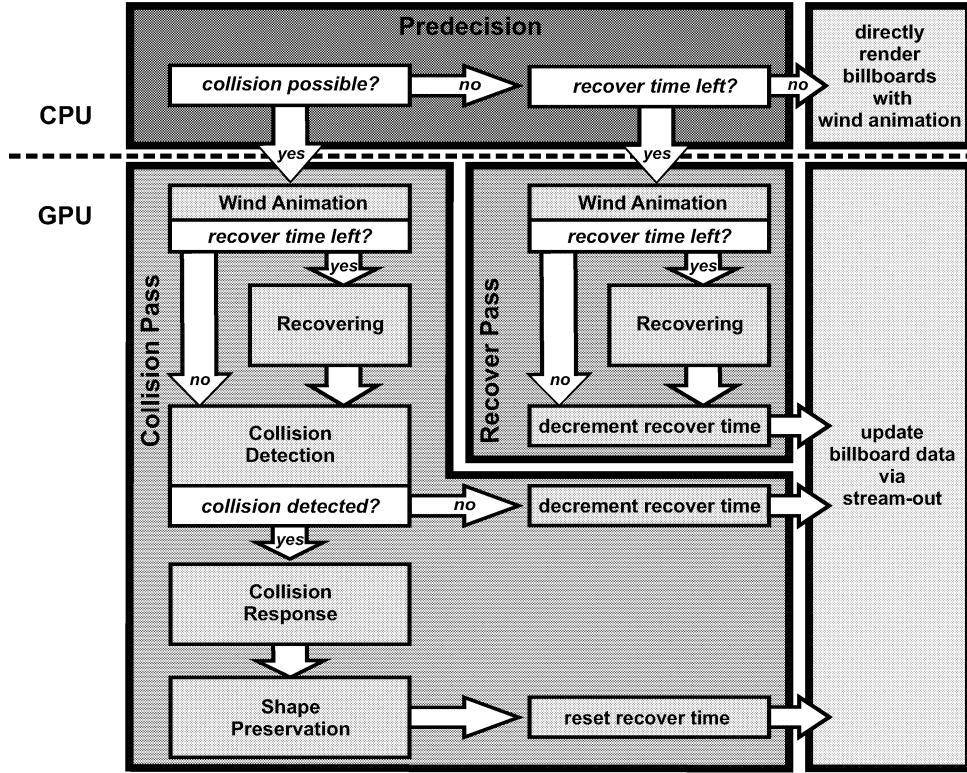 Predecision
collision possible?
no
recover time left?
no
directly
render
billboards
with
wind animation
CPU
yes
yes
GPU
Collision Pass
Wind Animation
recover time left?
yes
Recovering
no
Collision
Detection
collision detected?
no
decrement recover time
yes
Collision
Response
Shape
Preservation
reset recover time
Recover Pass
Wind Animation
recover time left?
yes
Recovering
no
decrement recover time
update
billboard data
via
stream-out